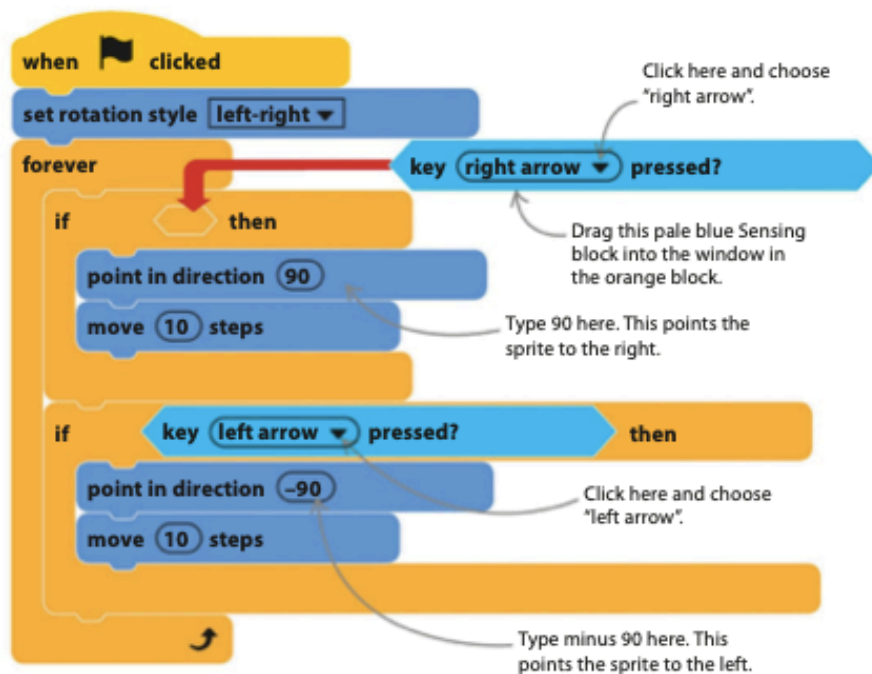 when clicked
Click here and choose
"right arrow".
set rotation style left-right
forever
key right arrow pressed?
if then
Drag this pale blue Sensing
block into the window in
the orange block.
point in direction 90
move 10 steps
Type 90 here. This points the
sprite to the right.
if key left arrow pressed? then
point in direction –90
Click here and choose
"left arrow".
move 10 steps
Type minus 90 here. This
points the sprite to the left.